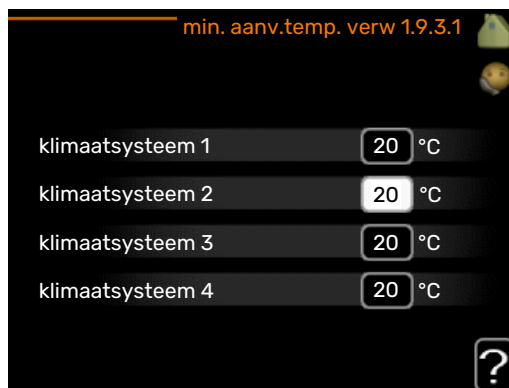 min. aanv.temp. verw 1.9.3.1
klimaatsysteem 1 20 °C
klimaatsysteem 2 20 °C
klimaatsysteem 3 20 °C
klimaatsysteem 4 20 °C
?